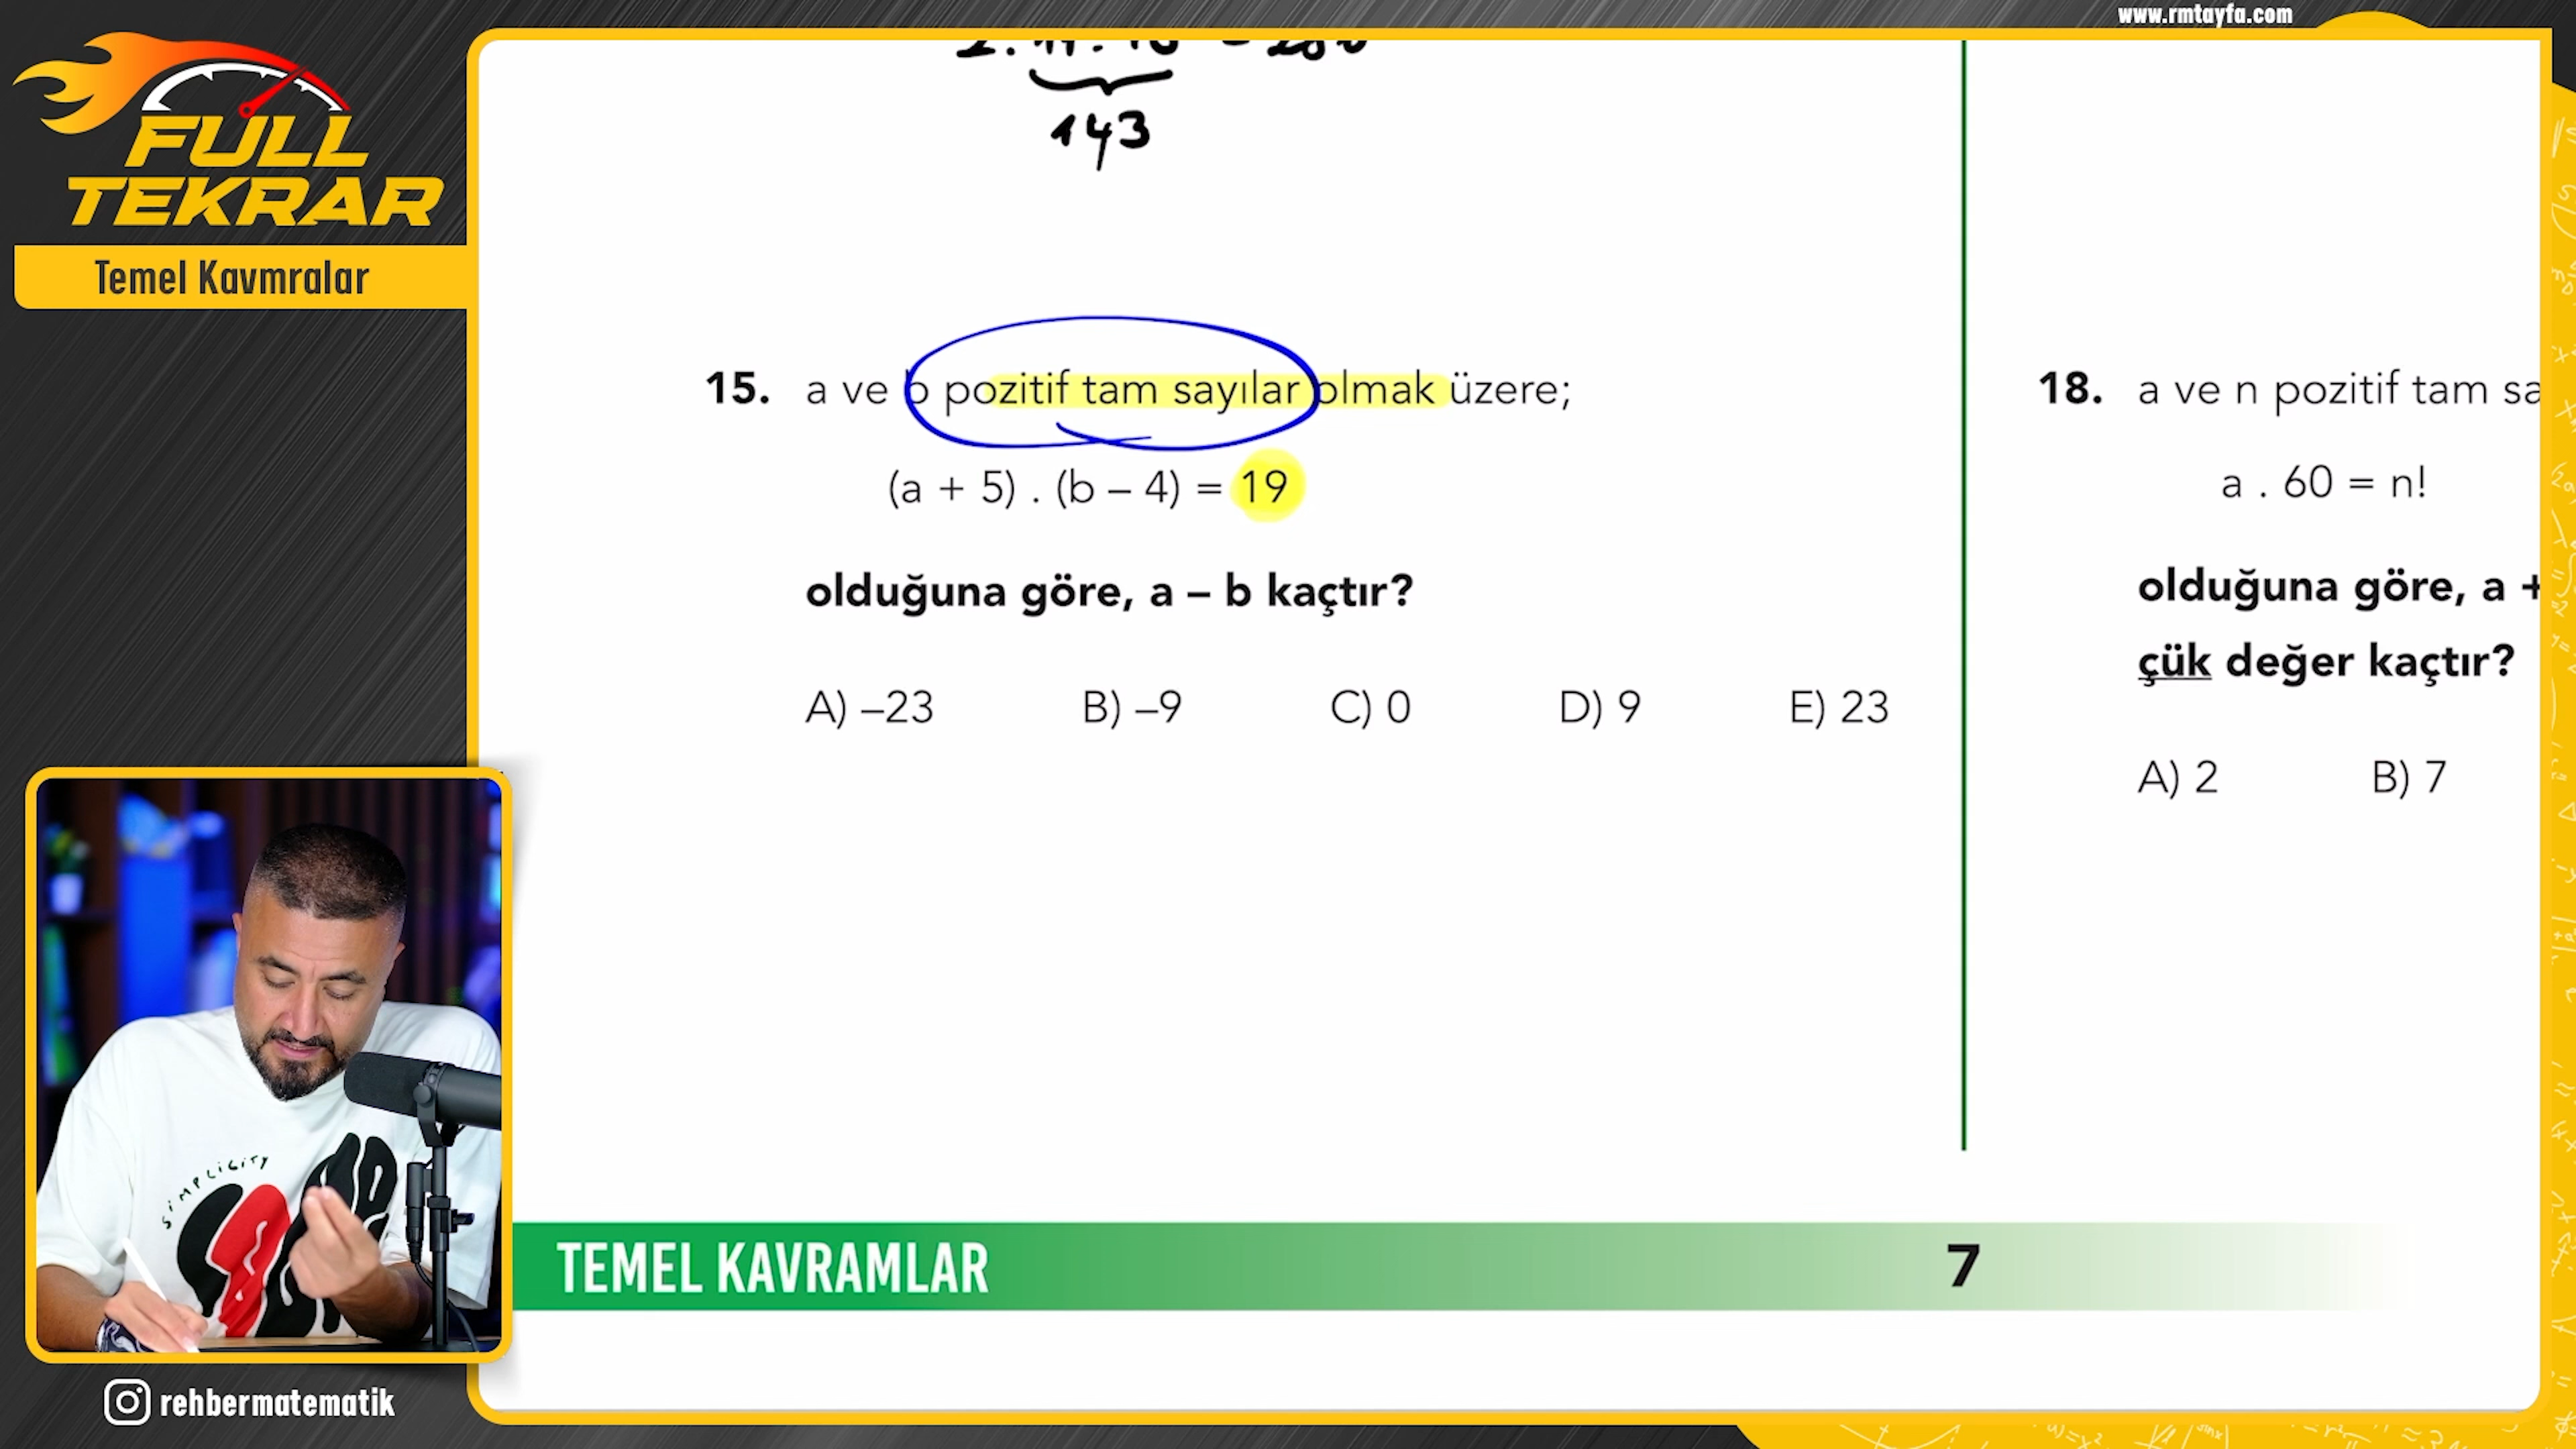 www.rmtayfa.com
FULL
TEKRAR
Temel Kavmralar
143
15. a ve b pozitif tam sayılar olmak üzere;
(a + 5) . (b – 4) = 19
olduğuna göre, a – b kaçtır?
A) –23 B) –9 C) 0 D) 9 E) 23
18. a ve n pozitif tam sa
a . 60 = n!
olduğuna göre, a +
çük değer kaçtır?
A) 2 B) 7
SiMPLiCiTY
TEMEL KAVRAMLAR
7
rehbermatematik